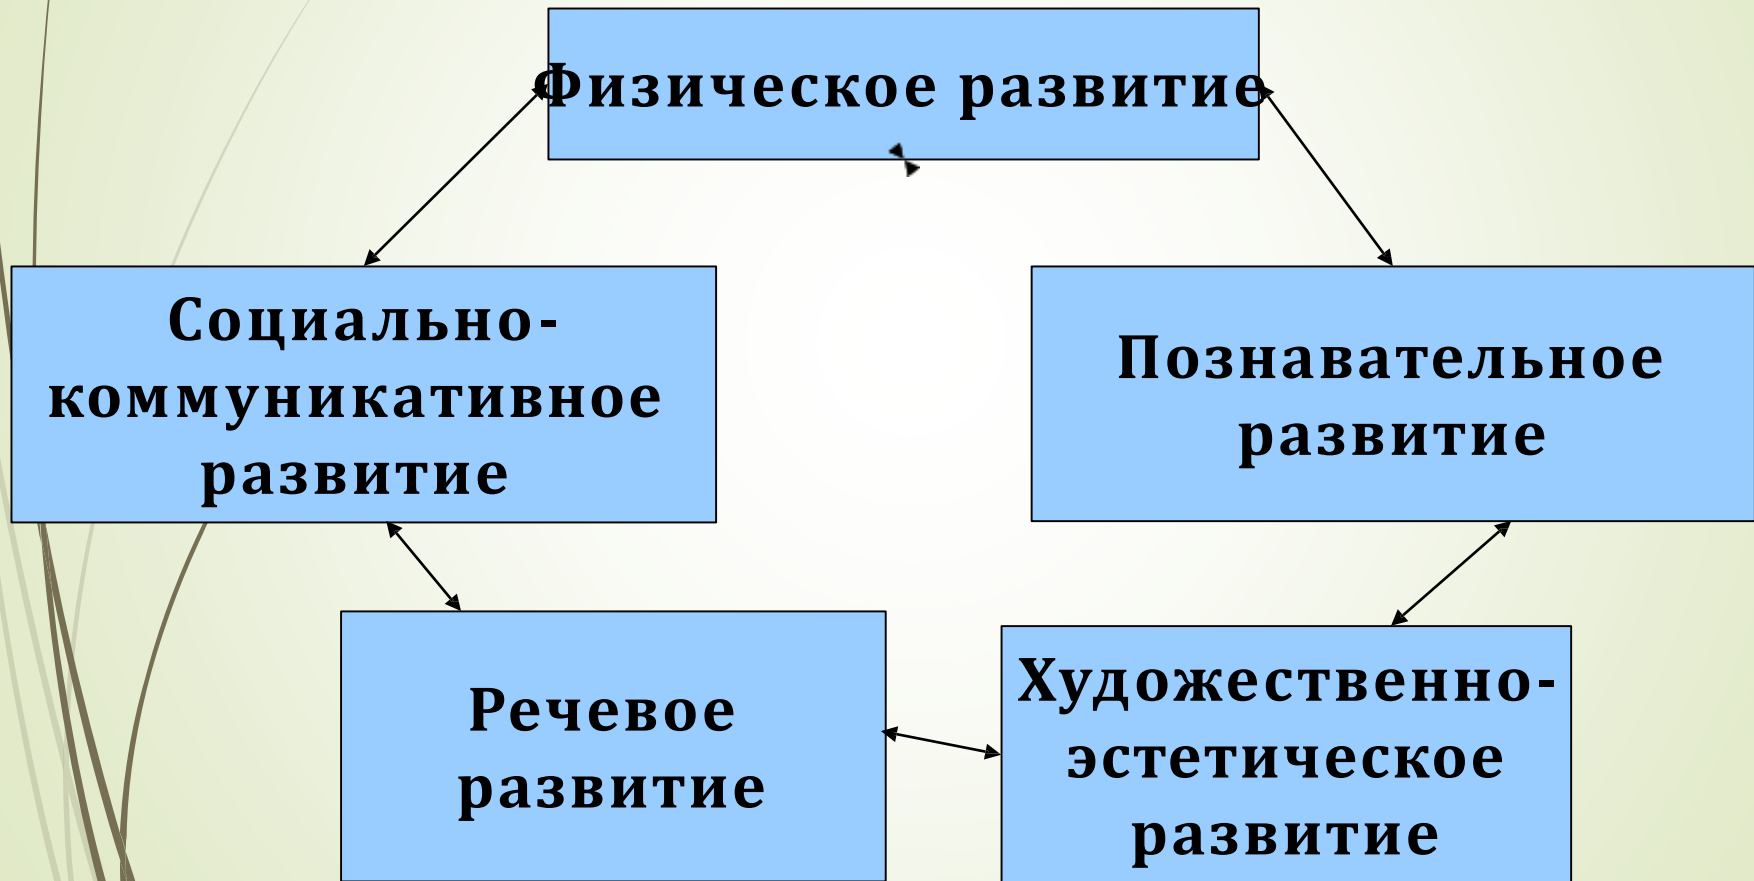 Физическое развитие
Социально-
коммуникативное
развитие
Познавательное
развитие
Речевое
развитие
Художественно-
эстетическое
развитие